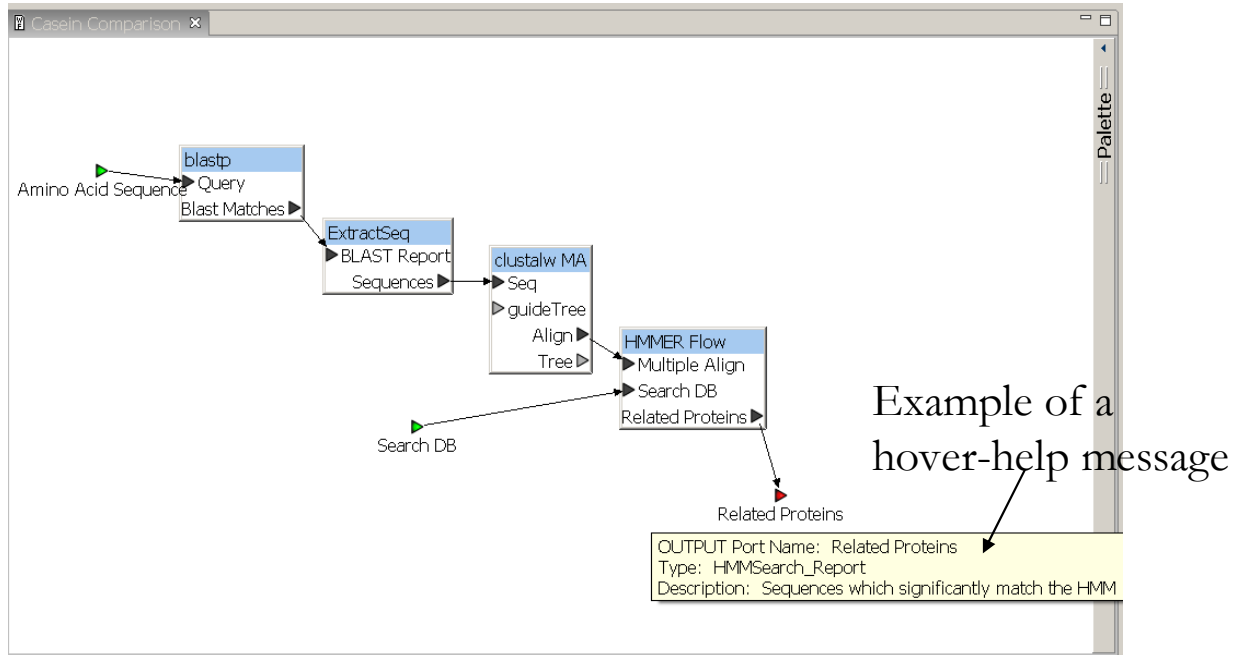 Casein Comparison
Palette
blastp
Query
Blast Matches
Amino Acid Sequence
ExtractSeq
BLAST Report
Sequences
clustalw MA
Seq
guideTree
Align
Tree
HMMER Flow
Multiple Align
Search DB
Related Proteins
Search DB
Related Proteins
Example of a
hover-help message
OUTPUT Port Name: Related Proteins
Type: HMMSearch_Report
Description: Sequences which significantly match the HMM